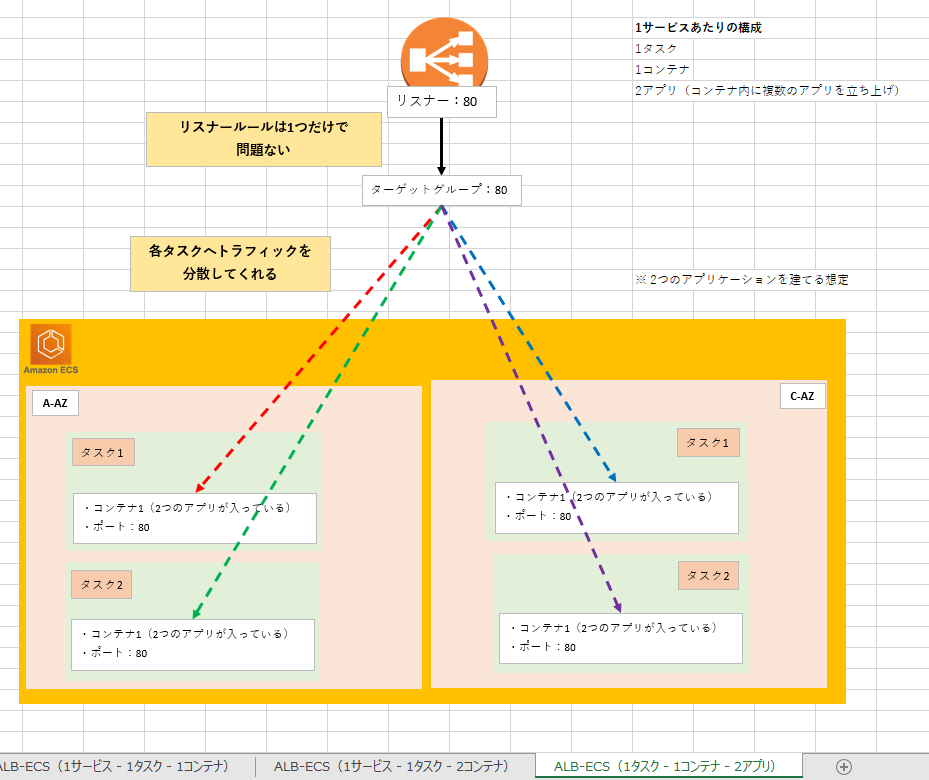 1サービスあたりの構成
1タスク
1コンテナ
2アプリ（コンテナ内に複数のアプリを立ち上げ）
リスナー：80
リスナールールは1つだけで
問題ない
ターゲットグループ：80
各タスクへトラフィックを
分散してくれる
※ 2つのアプリケーションを建てる想定
Amazon ECS
A-AZ
タスク1
・コンテナ1（2つのアプリが入っている）
・ポート：80
タスク2
・コンテナ1（2つのアプリが入っている）
・ポート：80
C-AZ
タスク1
・コンテナ1（2つのアプリが入っている）
・ポート：80
タスク2
・コンテナ1（2つのアプリが入っている）
・ポート：80
ALB-ECS（1サービス - 1タスク - 1コンテナ）
ALB-ECS（1サービス - 1タスク - 2コンテナ）
ALB-ECS（1タスク - 1コンテナ - 2アプリ）